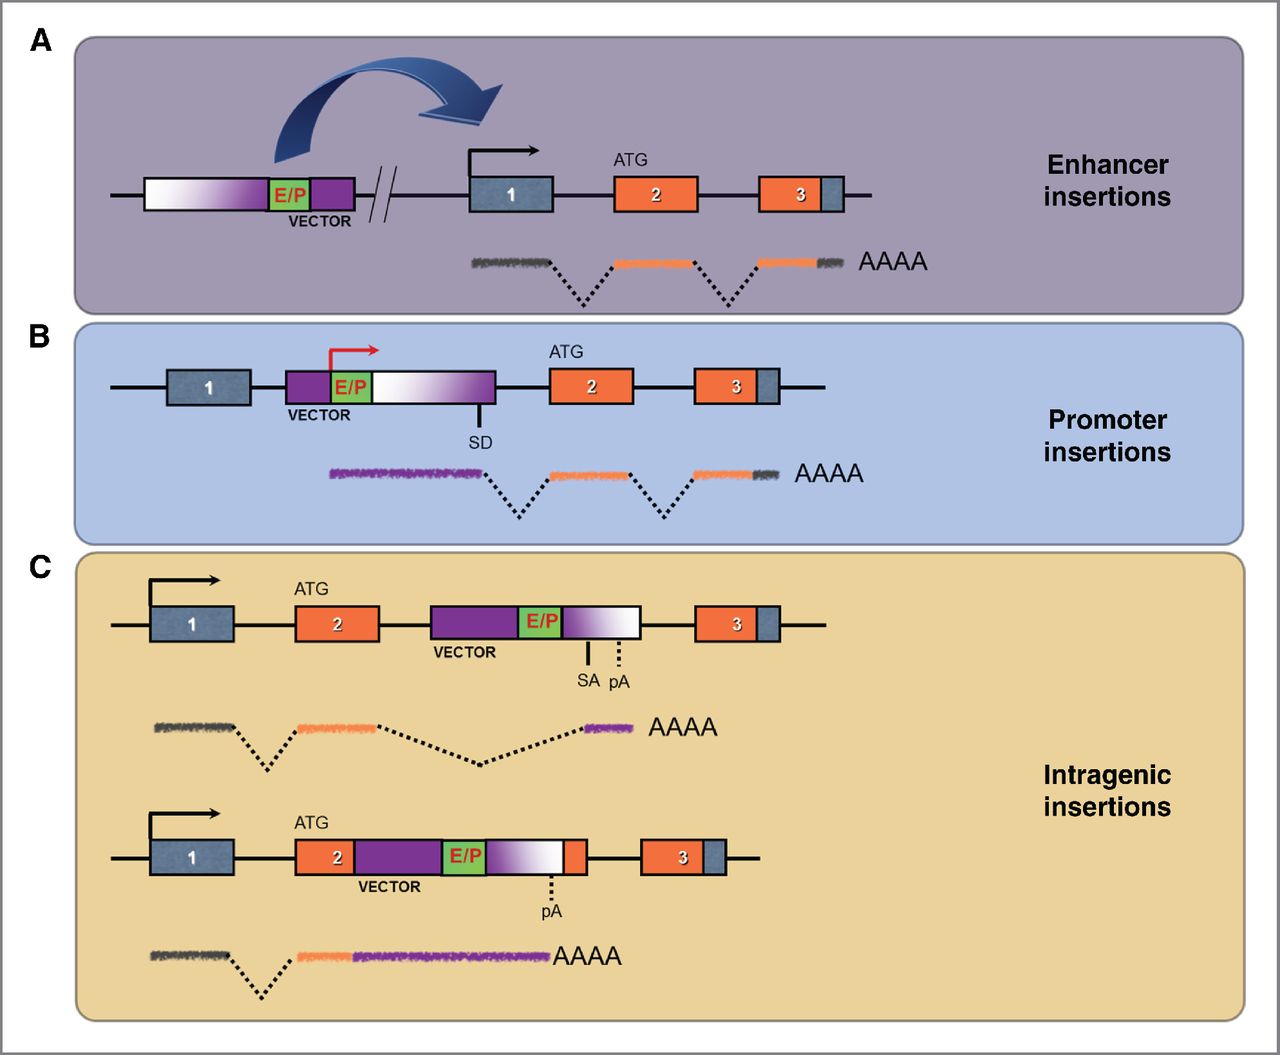 A
ATG
E/P
1
2
3
VECTOR
Enhancer
insertions
AAAA
B
ATG
1
E/P
2
3
VECTOR
SD
Promoter
insertions
AAAA
C
ATG
1
2
E/P
3
VECTOR
SA pA
AAAA
Intragenic
insertions
ATG
1
2
E/P
3
VECTOR
pA
AAAA